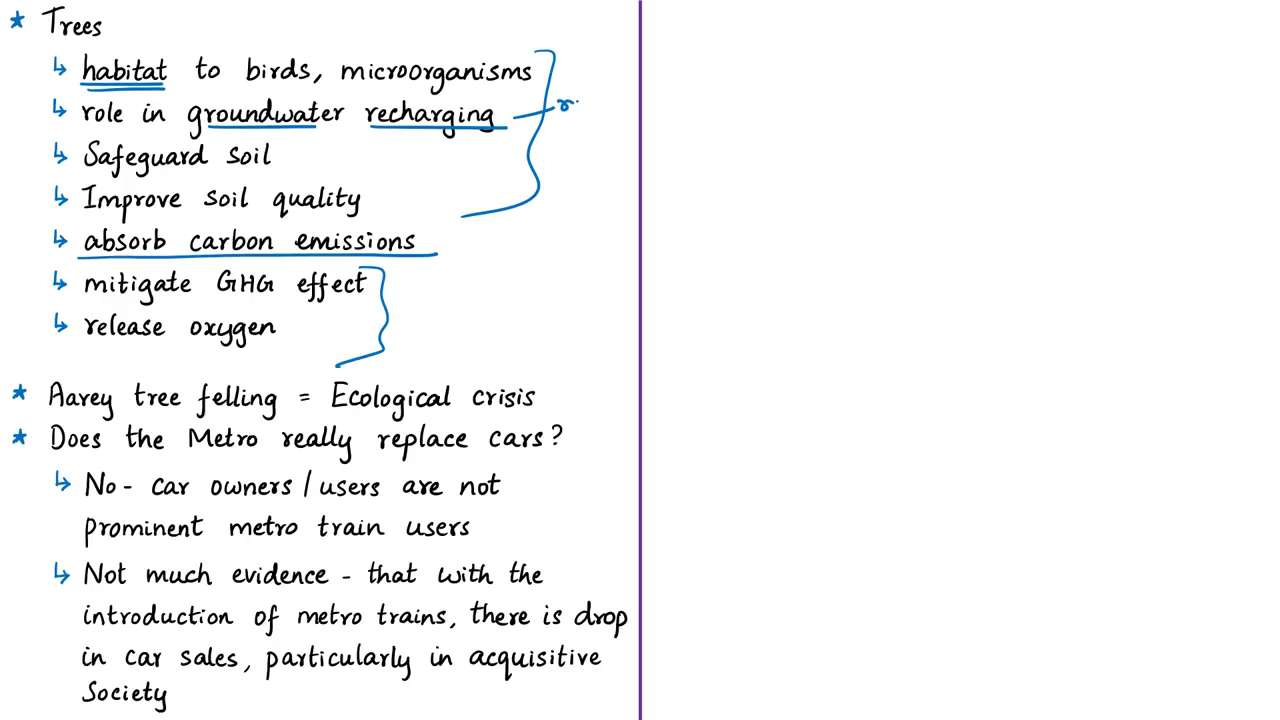 * Trees
↳ habitat to birds, microorganisms
↳ role in groundwater recharging
↳ Safeguard soil
↳ Improve soil quality
↳ absorb carbon emissions
↳ mitigate GHG effect
↳ release oxygen
* Aarey tree felling = Ecological crisis
* Does the Metro really replace cars?
↳ No - car owners/users are not
prominent metro train users
↳ Not much evidence - that with the
introduction of metro trains, there is drop
in car sales, particularly in acquisitive
Society